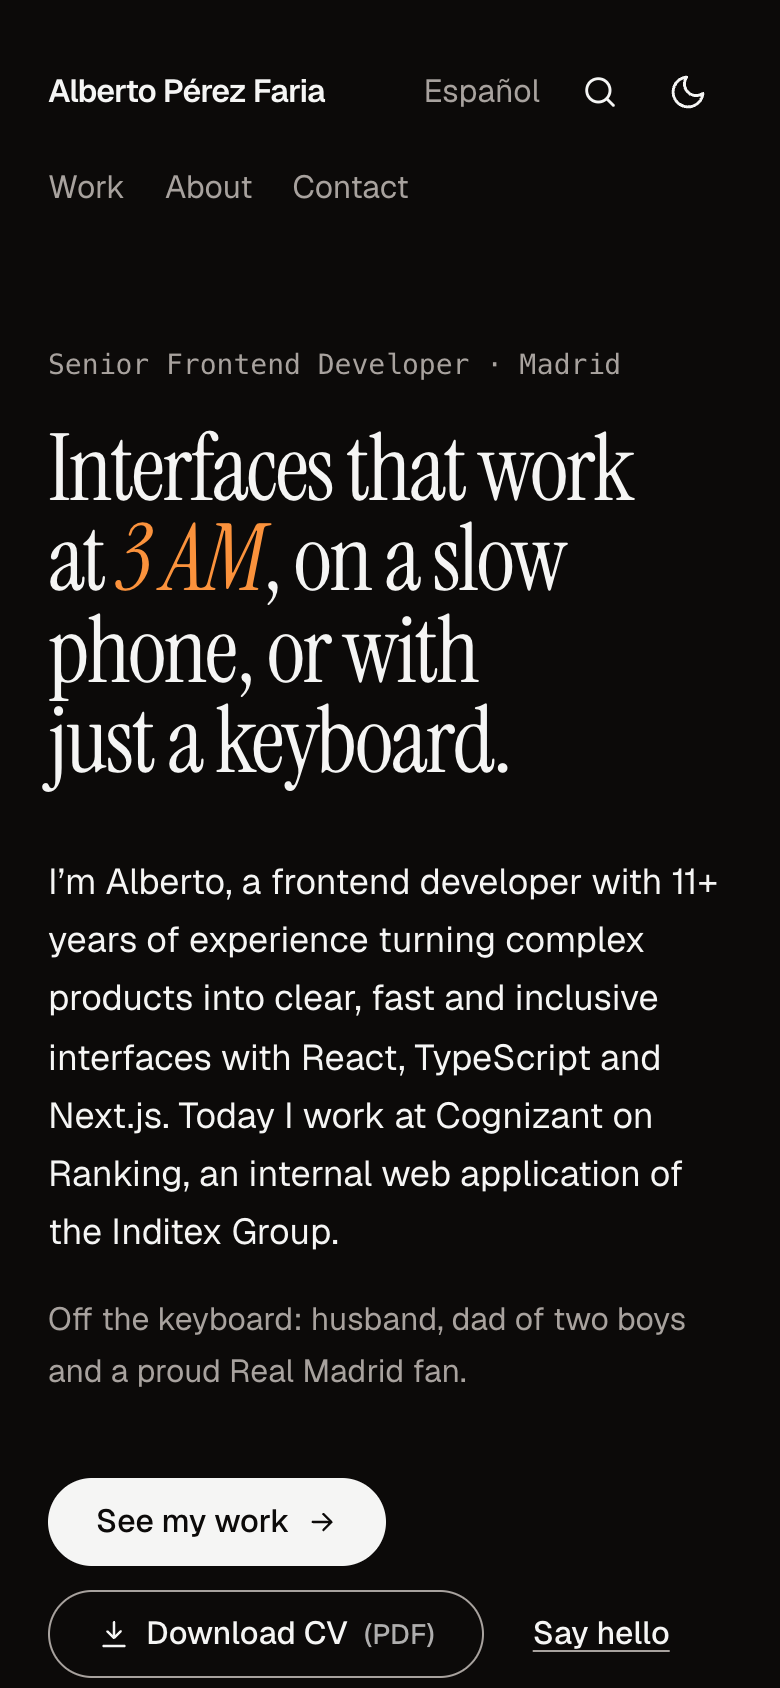 Alberto Pérez Faria Español
Work About Contact
Senior Frontend Developer · Madrid
Interfaces that work
at 3 AM, on a slow
phone, or with
just a keyboard.
I’m Alberto, a frontend developer with 11+
years of experience turning complex
products into clear, fast and inclusive
interfaces with React, TypeScript and
Next.js. Today I work at Cognizant on
Ranking, an internal web application of
the Inditex Group.
Off the keyboard: husband, dad of two boys
and a proud Real Madrid fan.
See my work →
Download CV (PDF) Say hello